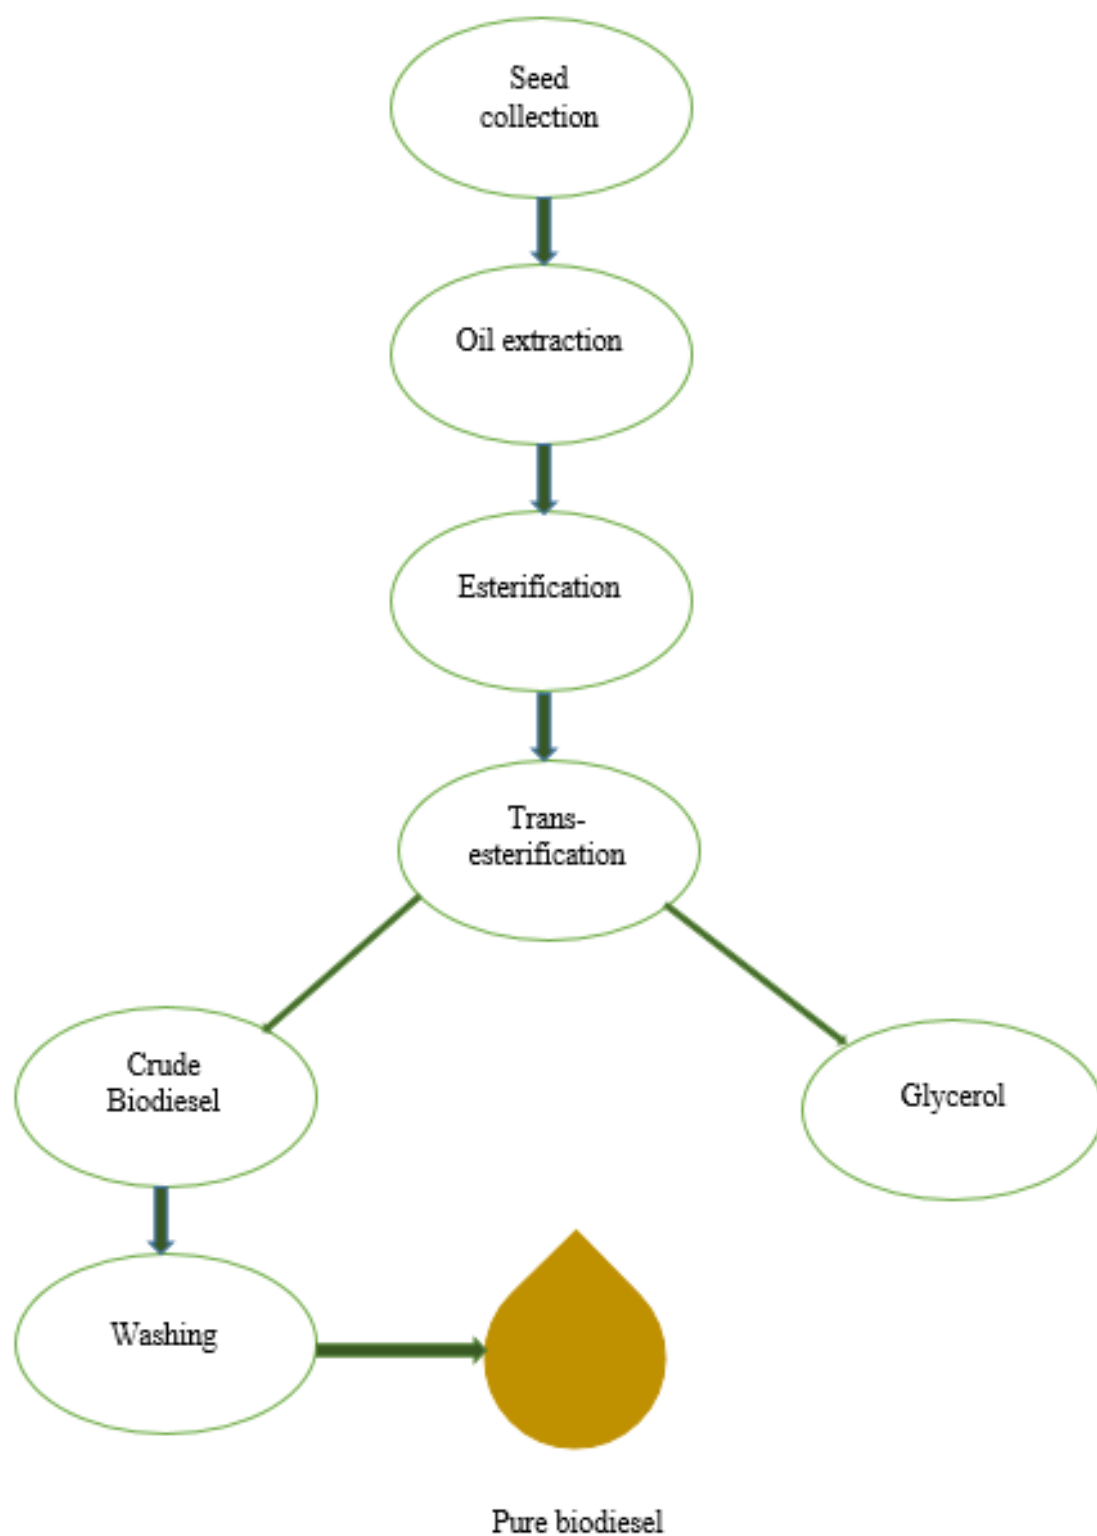 Seed
collection
Oil extraction
Esterification
Trans-
esterification
Crude
Biodiesel
Glycerol
Washing
Pure biodiesel